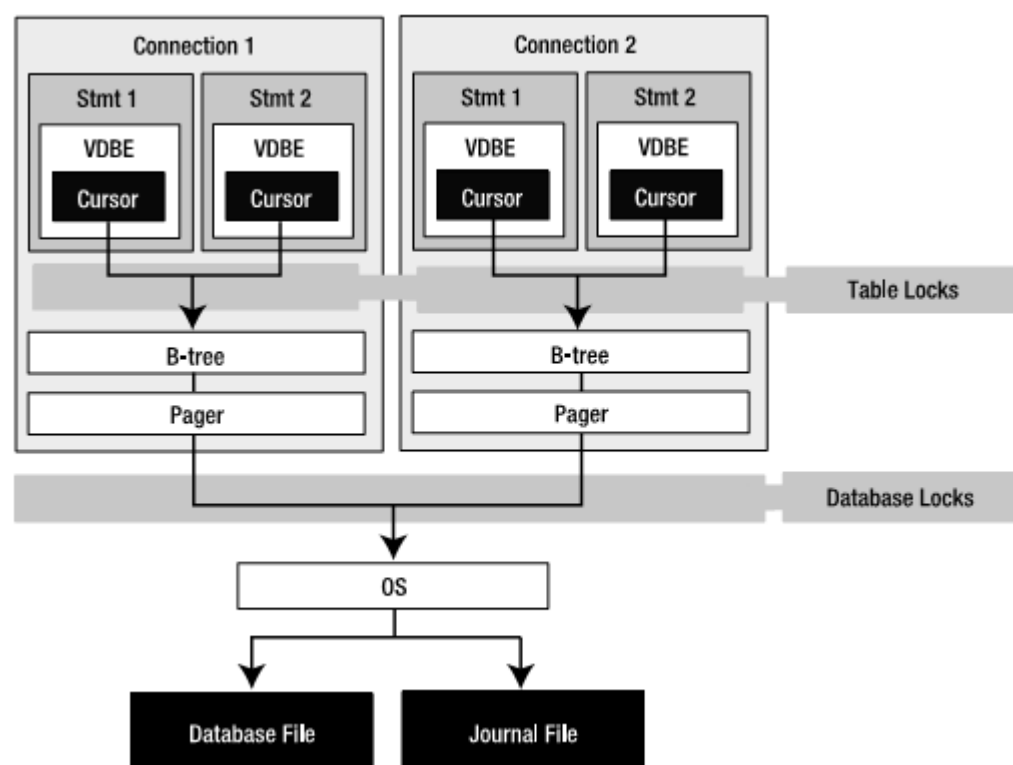 Connection 1
Connection 2
Stmt 1
Stmt 2
Stmt 1
Stmt 2
VDBE
VDBE
VDBE
VDBE
Cursor
Cursor
Cursor
Cursor
Table Locks
B-tree
B-tree
Pager
Pager
Database Locks
OS
Database File
Journal File